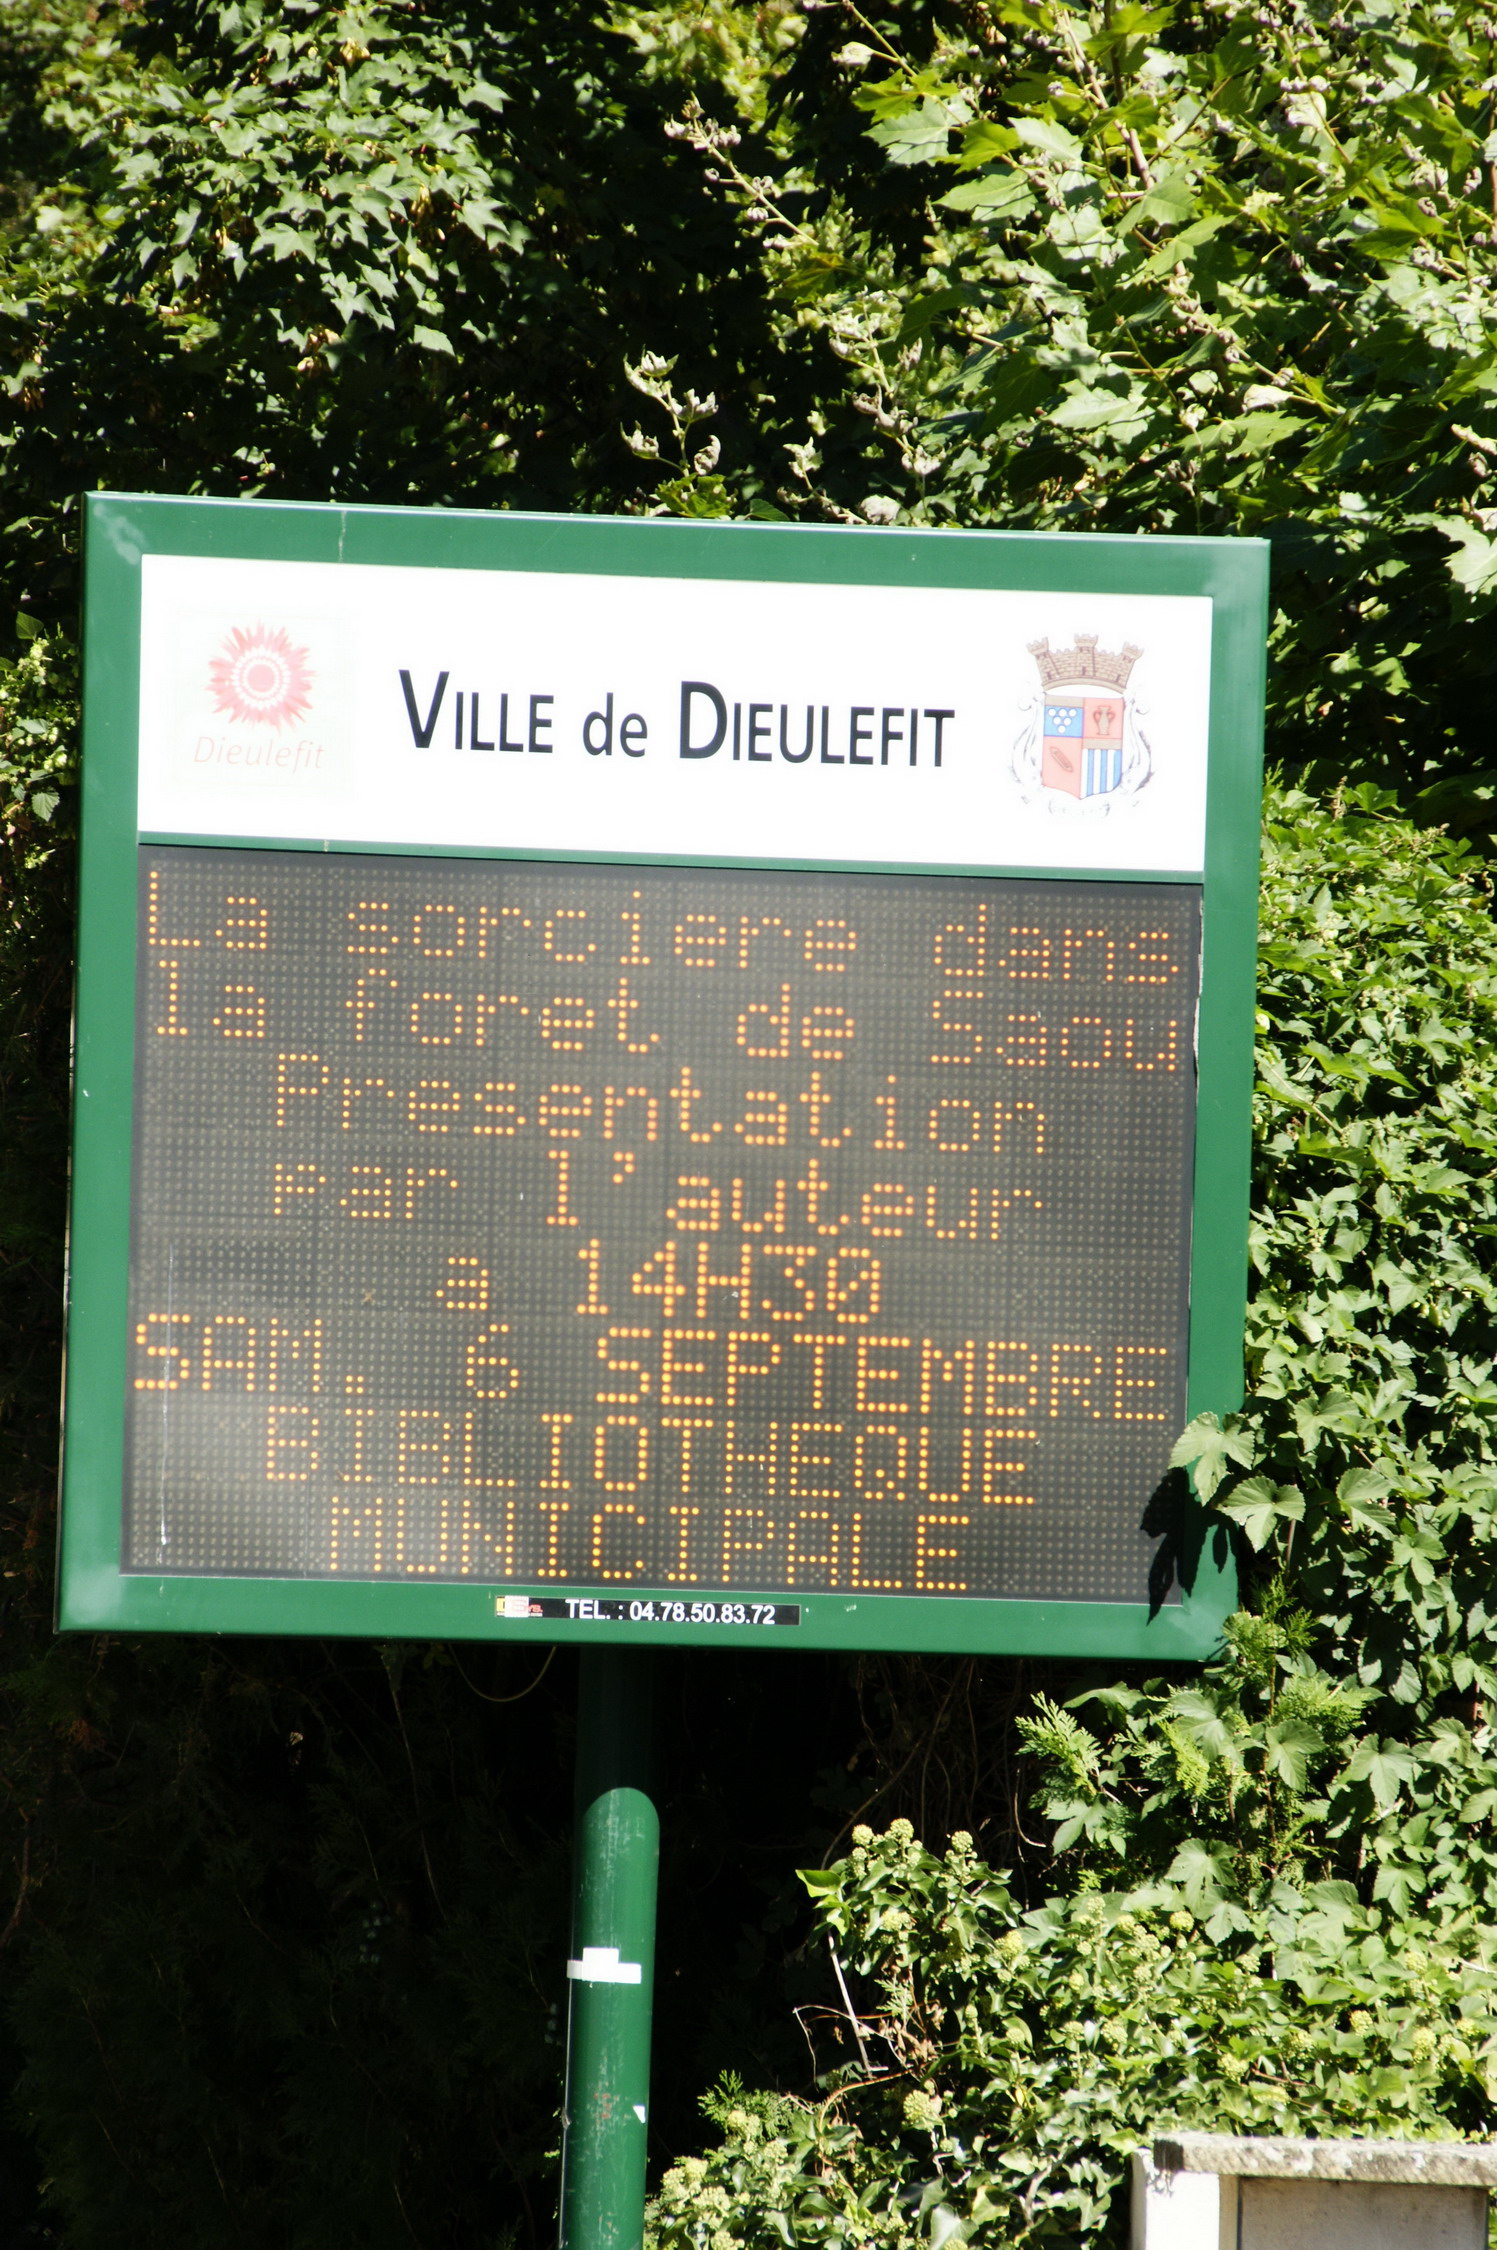 Dieulefit
VILLE de DIEULEFIT
La sorciere dans
la foret de Saou
Presentation
par l'auteur
a 14H30
SAM. 6 SEPTEMBRE
BIBLIOTHEQUE
MUNICIPALE
TEL. : 04.78.50.83.72